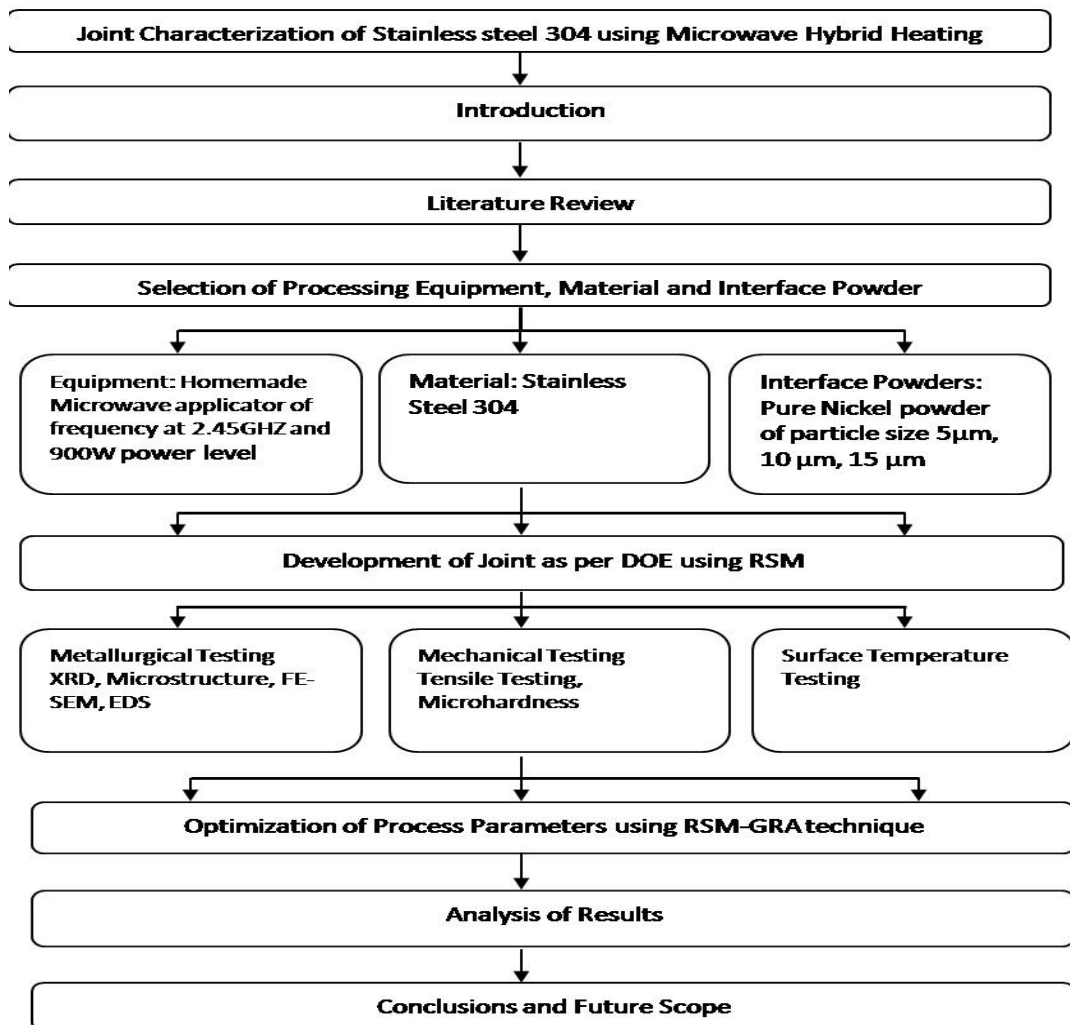 Joint Characterization of Stainless steel 304 using Microwave Hybrid Heating
Introduction
Literature Review
Selection of Processing Equipment, Material and Interface Powder
Equipment: Homemade
Microwave applicator of
frequency at 2.45GHZ and
900W power level
Material: Stainless
Steel 304
Interface Powders:
Pure Nickel powder
of particle size 5µm,
10 µm, 15 µm
Development of Joint as per DOE using RSM
Metallurgical Testing
XRD, Microstructure, FE-
SEM, EDS
Mechanical Testing
Tensile Testing,
Microhardness
Surface Temperature
Testing
Optimization of Process Parameters using RSM-GRA technique
Analysis of Results
Conclusions and Future Scope